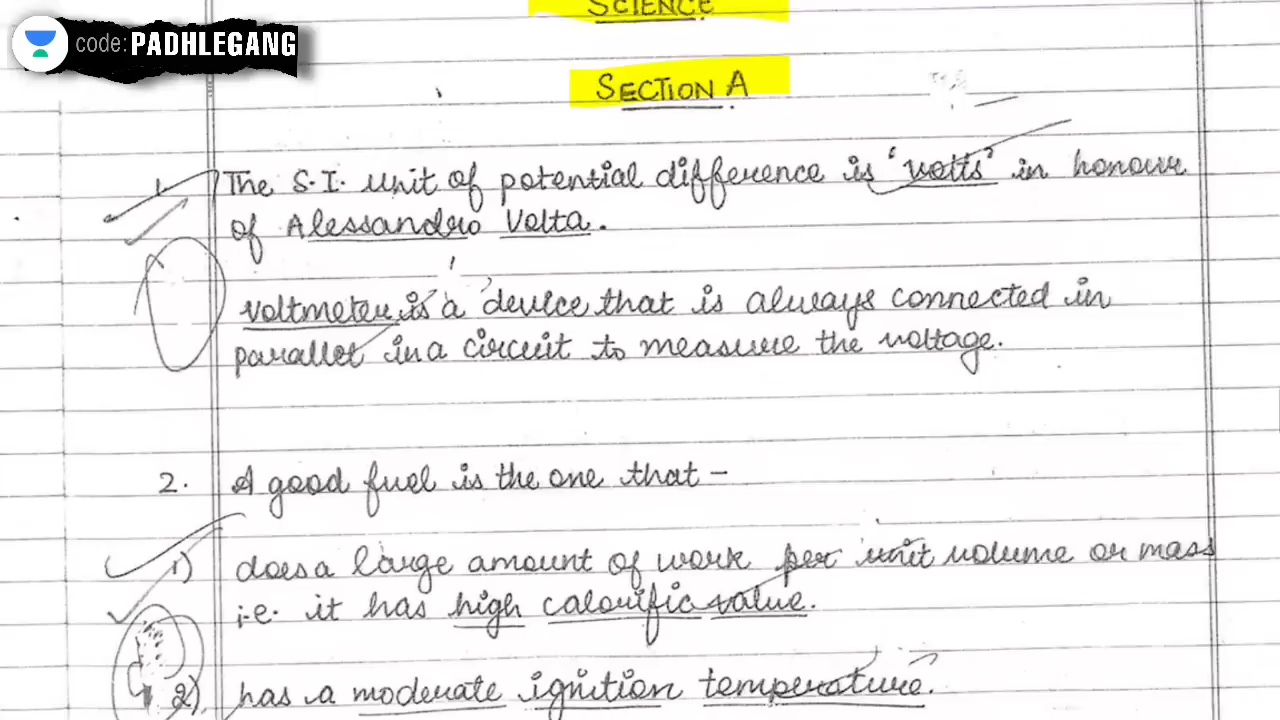 code: PADHLEGANG
SCIENCE
SECTION A
1. The S.I. unit of potential difference is 'volts' in honour
of Alessandro Volta.
voltmeter is a device that is always connected in
parallel in a circuit to measure the voltage.
2. A good fuel is the one that –
1) does a large amount of work per unit volume or mass
i.e. it has high calorific value.
2) has a moderate ignition temperature.